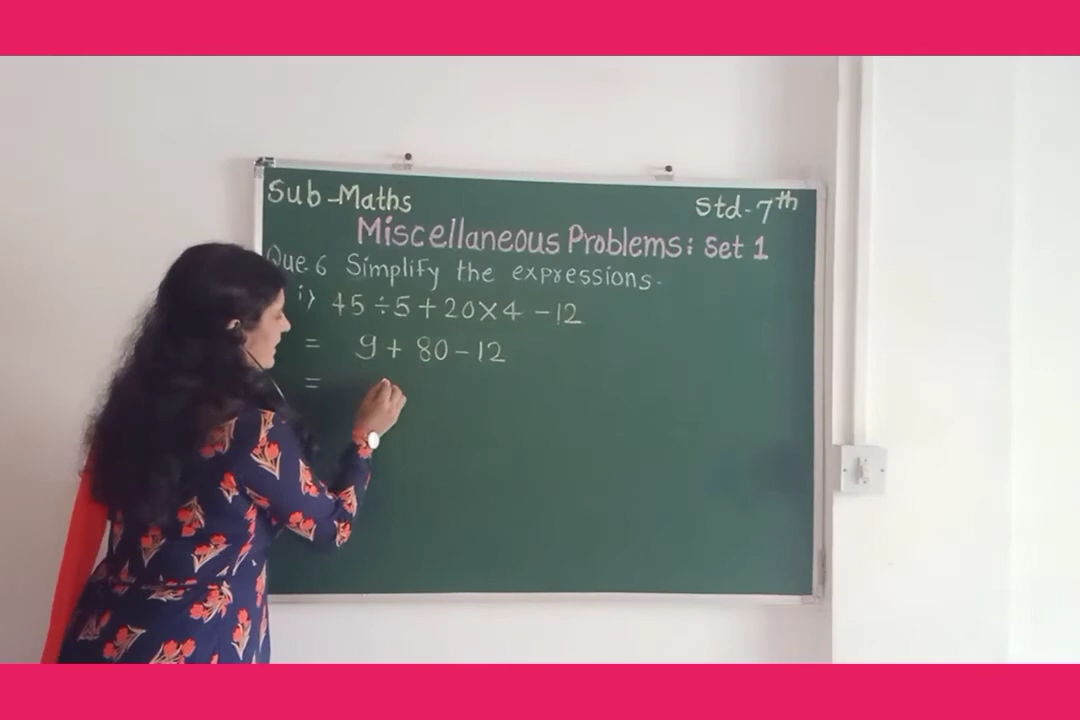 Sub-Maths Std-7th
Miscellaneous Problems: Set 1
Que.6 Simplify the expressions.
i) 45÷5+20×4-12
= 9+ 80-12
=